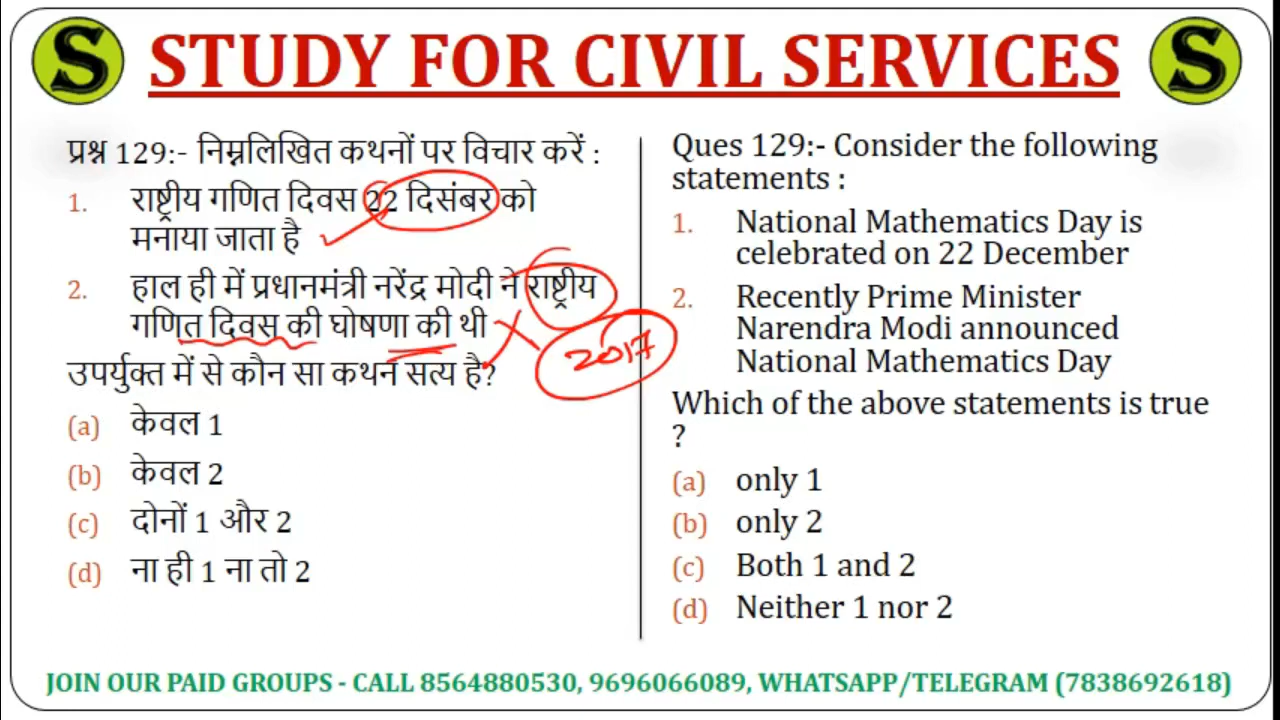 S STUDY FOR CIVIL SERVICES S
प्रश्न 129:- निम्नलिखित कथनों पर विचार करें :
1. राष्ट्रीय गणित दिवस 22 दिसंबर को
मनाया जाता है
2. हाल ही में प्रधानमंत्री नरेंद्र मोदी ने राष्ट्रीय
गणित दिवस की घोषणा की थी
2017
उपर्युक्त में से कौन सा कथन सत्य है?
(a) केवल 1
(b) केवल 2
(c) दोनों 1 और 2
(d) ना ही 1 ना तो 2
Ques 129:- Consider the following
statements :
1. National Mathematics Day is
celebrated on 22 December
2. Recently Prime Minister
Narendra Modi announced
National Mathematics Day
Which of the above statements is true
?
(a) only 1
(b) only 2
(c) Both 1 and 2
(d) Neither 1 nor 2
JOIN OUR PAID GROUPS - CALL 8564880530, 9696066089, WHATSAPP/TELEGRAM (7838692618)